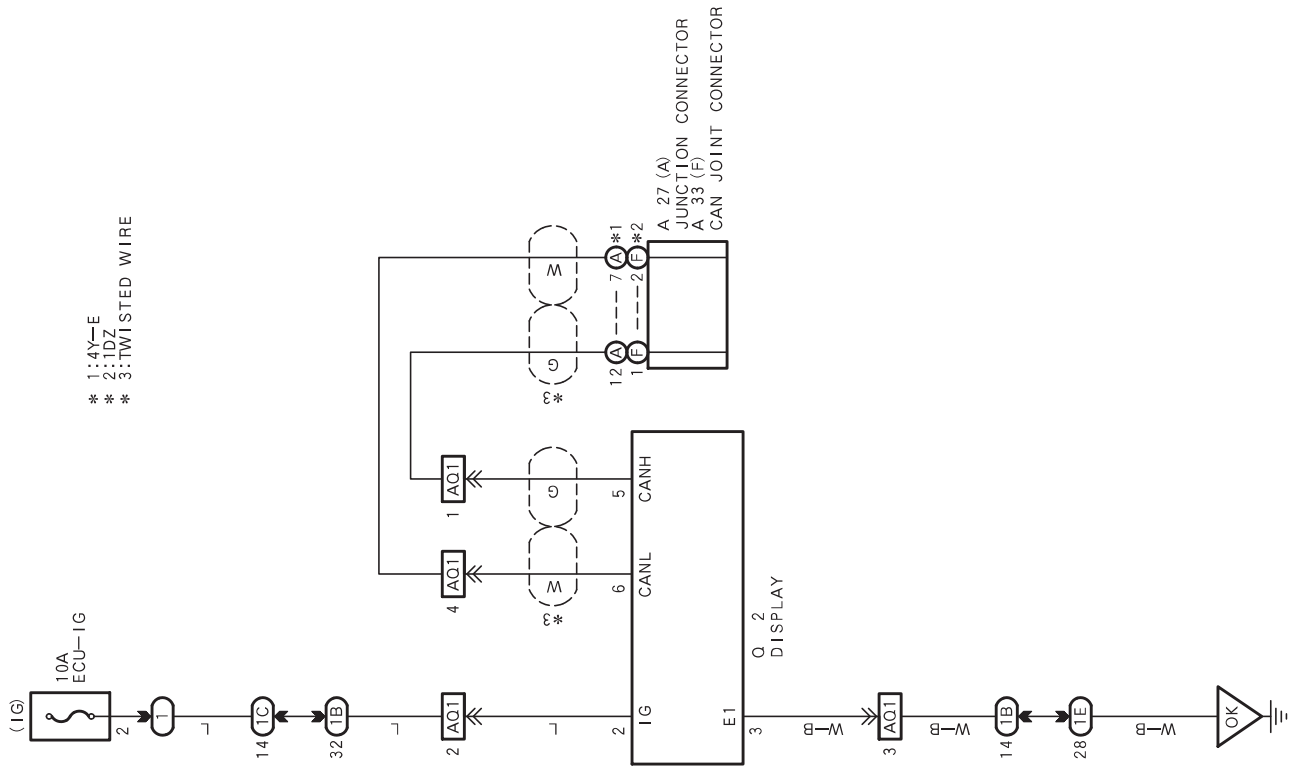 (IG)
10A
ECU-IG
2
1
L
14 1C
32 1B
L
2 AQ1
4 AQ1
1 AQ1
*3
W
G
2
IG
6
CANL
5
CANH
E1
3
Q 2
DISPLAY
W-B
3 AQ1
W-B
14 1B
28 1E
W-B
OK
* 1:4Y-E
* 2:1DZ
* 3:TWISTED WIRE
*3
G
W
12 A 7 A *1
1 F 2 F *2
A 27 (A)
JUNCTION CONNECTOR
A 33 (F)
CAN JOINT CONNECTOR